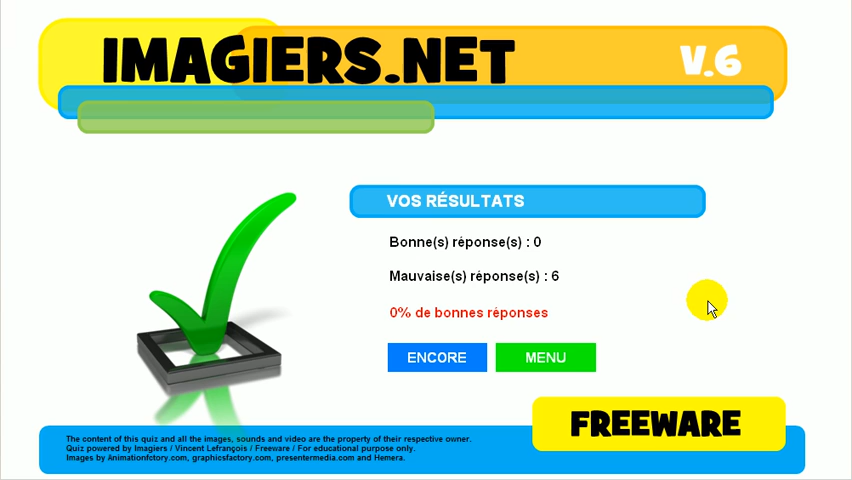 IMAGIERS.NET
V.6
VOS RÉSULTATS
Bonne(s) réponse(s) : 0
Mauvaise(s) réponse(s) : 6
0% de bonnes réponses
ENCORE
MENU
FREEWARE
The content of this quiz and all the images, sounds and video are the property of their respective owner.
Quiz powered by Imagiers / Vincent Lefrançois / Freeware / For educational purpose only.
Images by Animationfctory.com, graphicsfactory.com, presentermedia.com and Hemera.